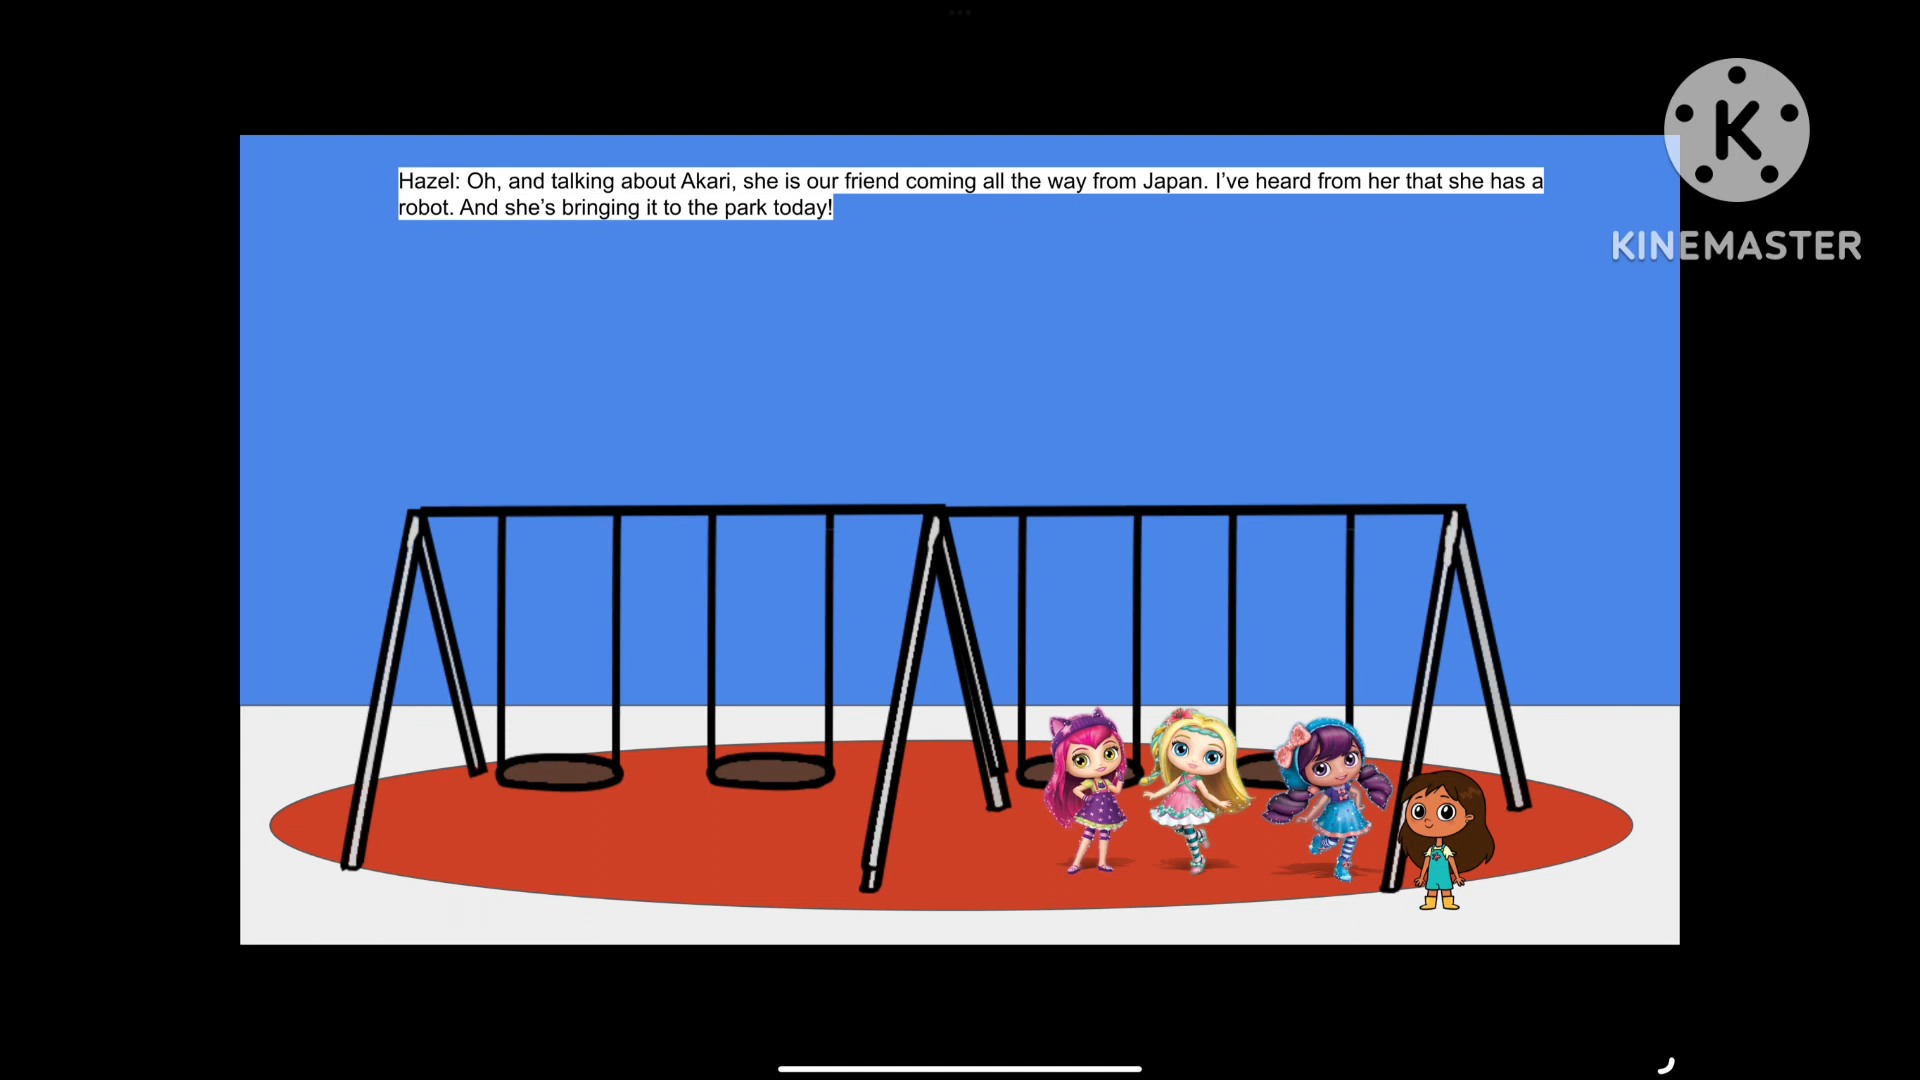 Hazel: Oh, and talking about Akari, she is our friend coming all the way from Japan. I’ve heard from her that she has a
robot. And she’s bringing it to the park today!
K
KINEMASTER